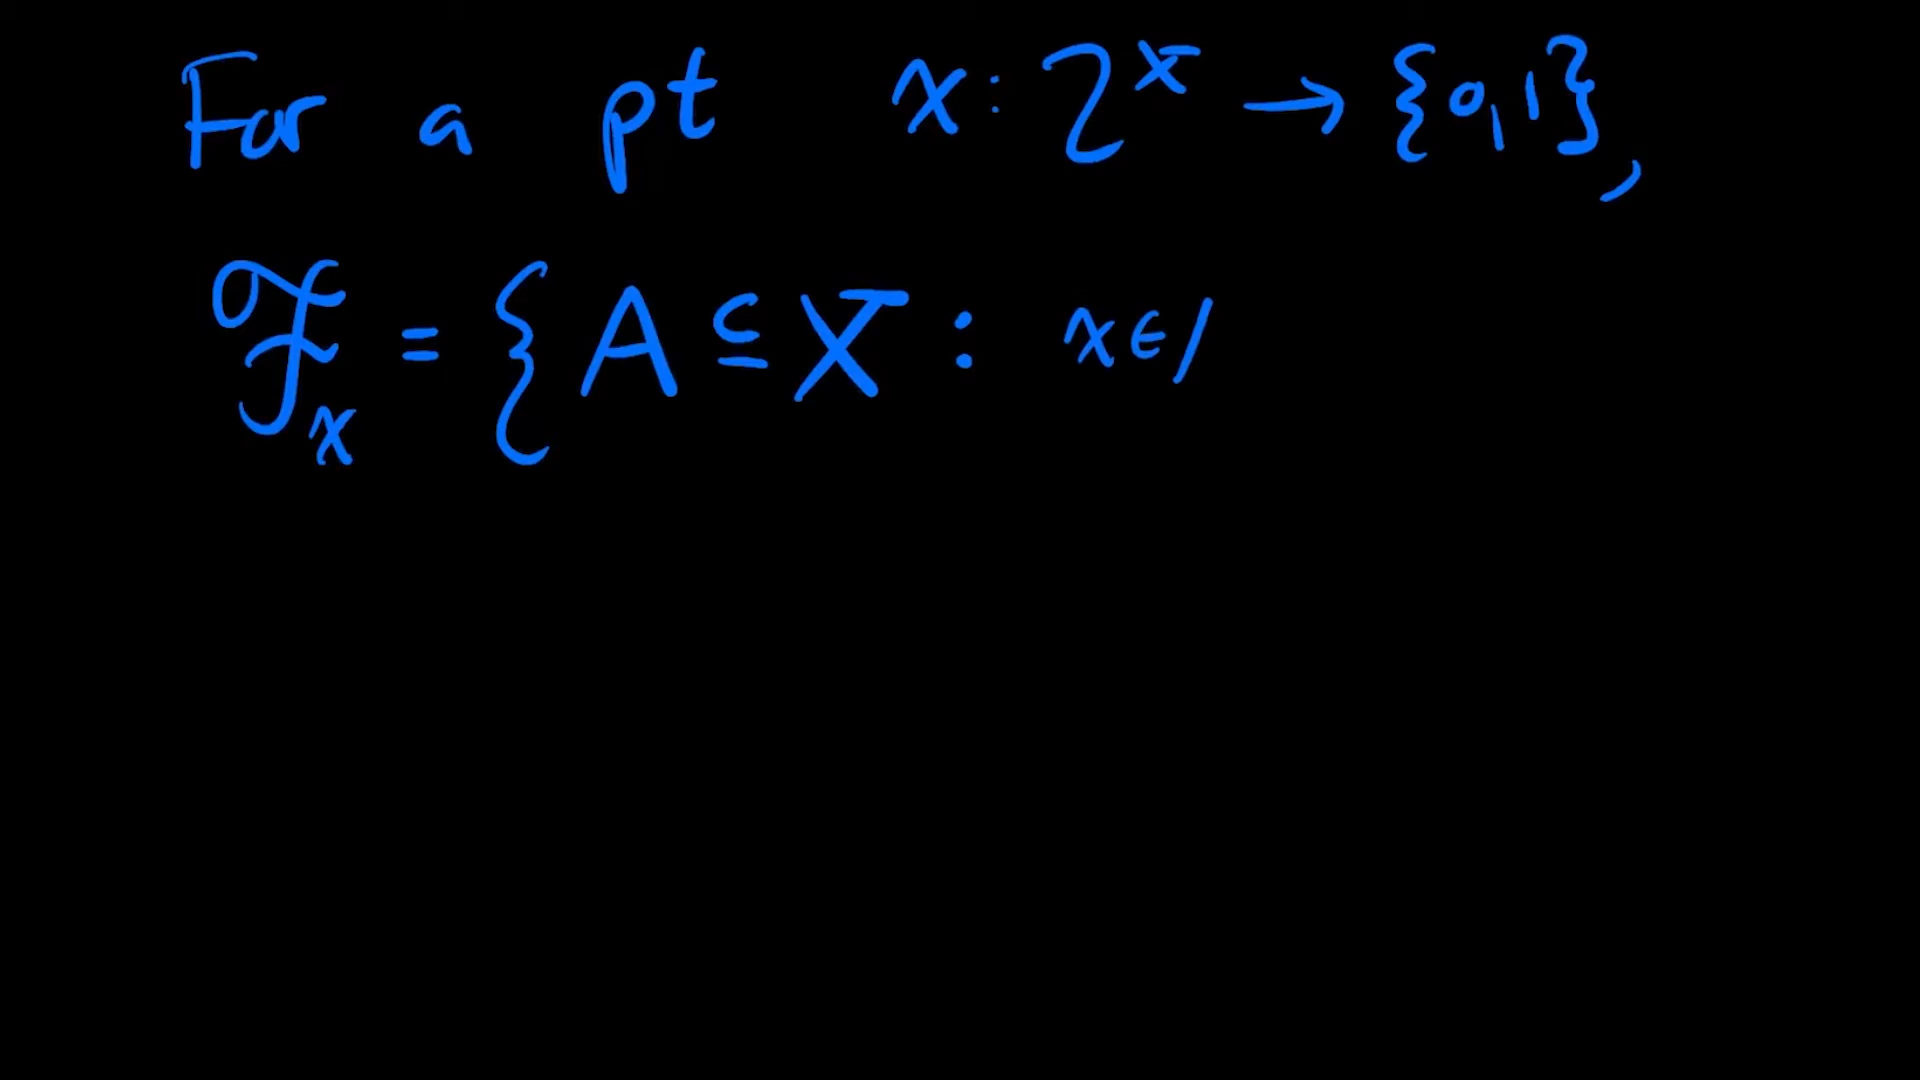 For a pt x: 2^X → {0,1},
ℱ_x = { A ⊆ X : x ∈ /